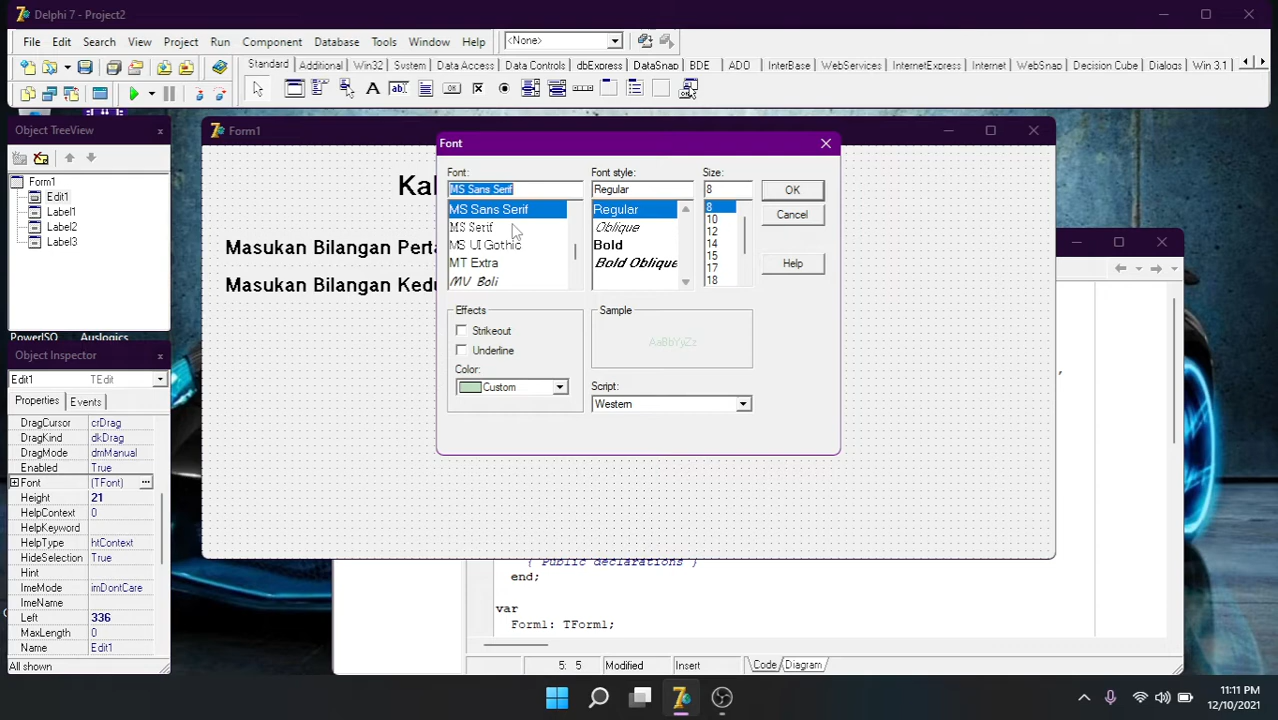 Delphi 7 - Project2
File Edit Search View Project Run Component Database Tools Window Help <None>
Standard Additional Win32 System Data Access Data Controls dbExpress DataSnap BDE ADO InterBase WebServices InternetExpress Internet WebSnap Decision Cube Dialogs Win 3.1
Object TreeView
Form1
Edit1
Label1
Label2
Label3
PowerISO Auslogics
Object Inspector
Edit1 TEdit
Properties Events
DragCursor crDrag
DragKind dkDrag
DragMode dmManual
Enabled True
Font (TFont)
Height 21
HelpContext 0
HelpKeyword
HelpType htContext
HideSelection True
Hint
ImeMode imDontCare
ImeName
Left 336
MaxLength 0
Name Edit1
All shown
Form1
Kal
Masukan Bilangan Perta
Masukan Bilangan Kedu
Font
Font: Font style: Size:
MS Sans Serif Regular 8
MS Sans Serif Regular 8
MS Serif Oblique 10
MS UI Gothic Bold 12
MT Extra Bold Oblique 14
MV Boli 15
17
18
OK
Cancel
Help
Effects
Strikeout
Underline
Color:
Custom
Sample
AaBbYyZz
Script:
Western
{ Public declarations }
end;
var
Form1: TForm1;
5: 5 Modified Insert Code Diagram
11:11 PM
12/10/2021